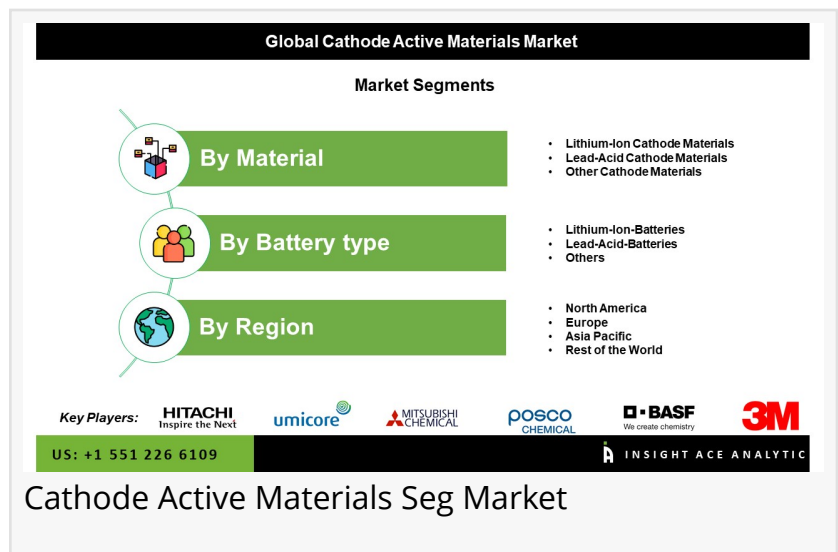 Global Cathode Active Materials Market
Market Segments
By Material
• Lithium-Ion Cathode Materials
• Lead-Acid Cathode Materials
• Other Cathode Materials
By Battery type
• Lithium-Ion-Batteries
• Lead-Acid-Batteries
• Others
By Region
• North America
• Europe
• Asia Pacific
• Rest of the World
Key Players:
HITACHI
Inspire the Next
umicore
MITSUBISHI
CHEMICAL
POSCO
CHEMICAL
BASF
We create chemistry
3M
US: +1 551 226 6109
INSIGHT ACE ANALYTIC
Cathode Active Materials Seg Market